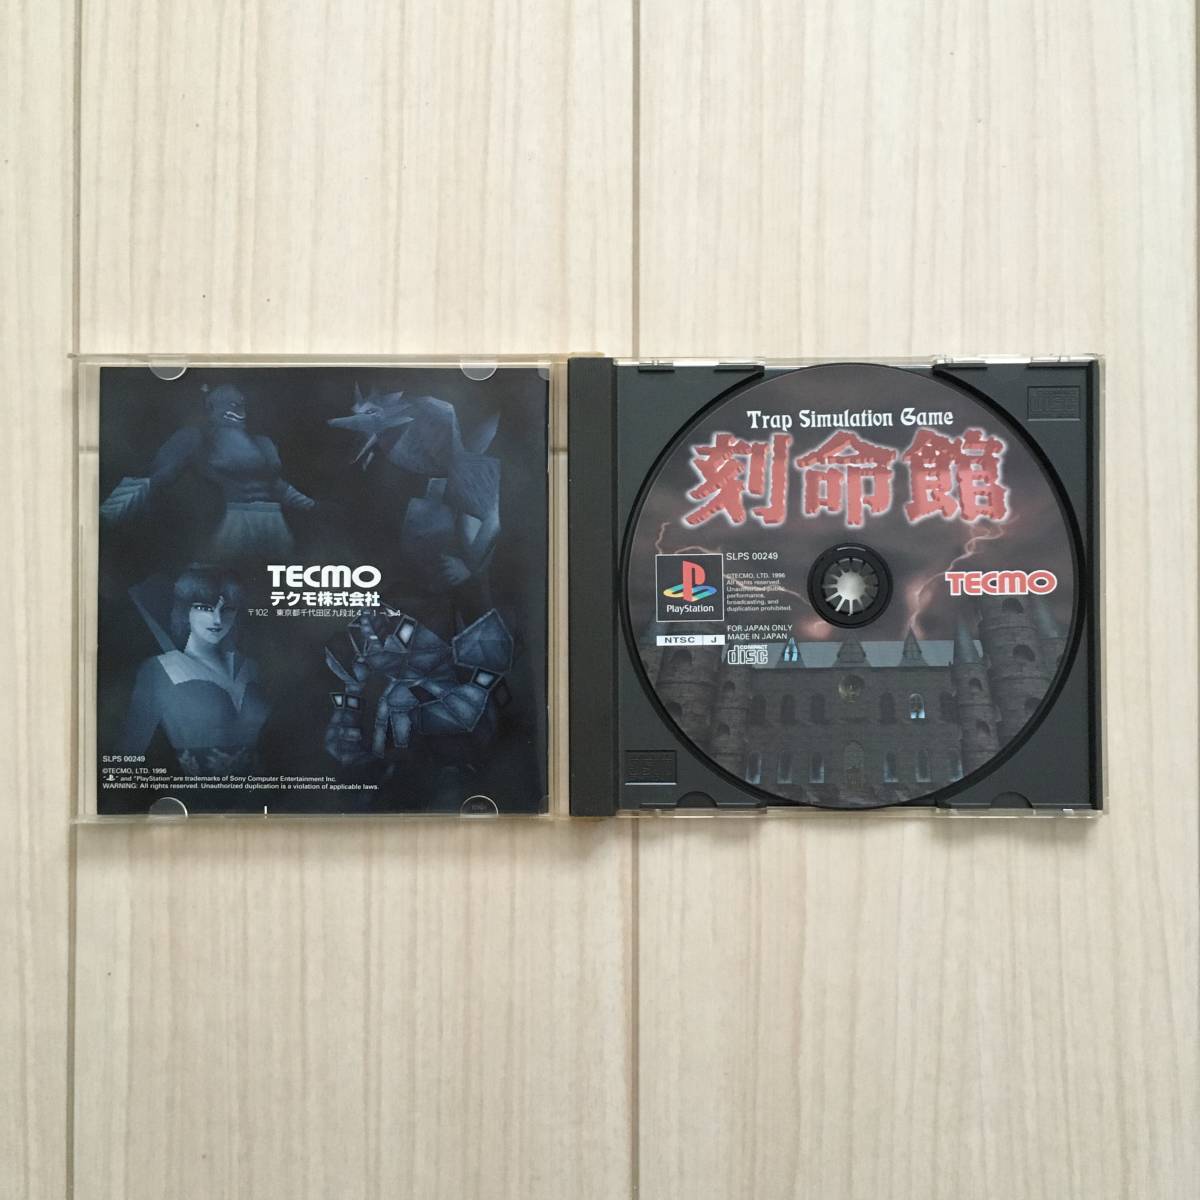 TECMO
テクモ株式会社
〒102 東京都千代田区九段北4-1-34
SLPS 00249
©TECMO, LTD. 1996
" " and "PlayStation" are trademarks of Sony Computer Entertainment Inc.
WARNING: All rights reserved. Unauthorized duplication is a violation of applicable laws.
Trap Simulation Game
刻命館
SLPS 00249
©TECMO, LTD. 1996
All rights reserved.
Unauthorized public
performance,
broadcasting, and
duplication prohibited.
PlayStation
TECMO
FOR JAPAN ONLY
MADE IN JAPAN
NTSC J
COMPACT
disc